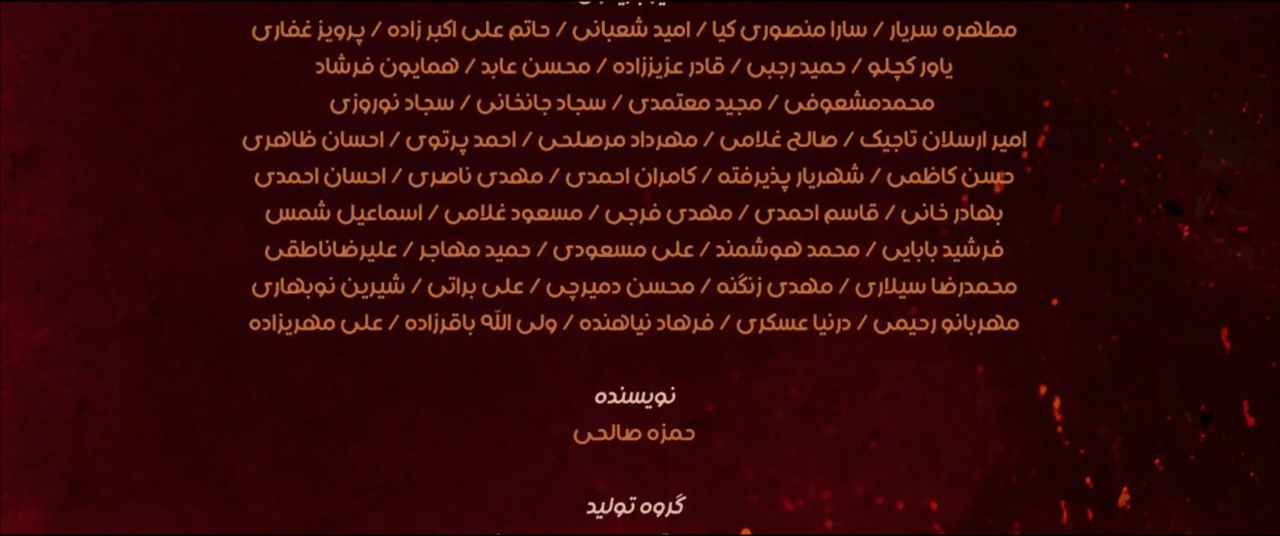 مطهره سربار / سارا منصوری کیا / امید شعبانی / حاتم علی اکبر زاده / پرویز غفاری
یاور کچلو / حمید رجبی / قادر عزیززاده / محسن عابد / همایون فرشاد
محمدمشعوفی / مجید معتمدی / سجاد جانخانی / سجاد نوروزی
امیر ارسلان تاجیک / صالح غلامی / مهرداد مرصلحی / احمد پرتوی / احسان ظاهری
حسن کاظمی / شهریار پذیرفته / کامران احمدی / مهدی ناصری / احسان احمدی
بهادر خانی / قاسم احمدی / مهدی فرجی / مسعود غلامی / اسماعیل شمس
فرشید بابایی / محمد هوشمند / علی مسعودی / حمید مهاجر / علیرضاناطقی
محمدرضا سیلاری / مهدی زنگنه / محسن دمیرچی / علی براتی / شیرین نوبهاری
مهربانو رحیمی / درنیا عسکری / فرهاد نیاهنده / ولی الله باقرزاده / علی مهریزاده
نویسنده
حمزه صالحی
گروه تولید